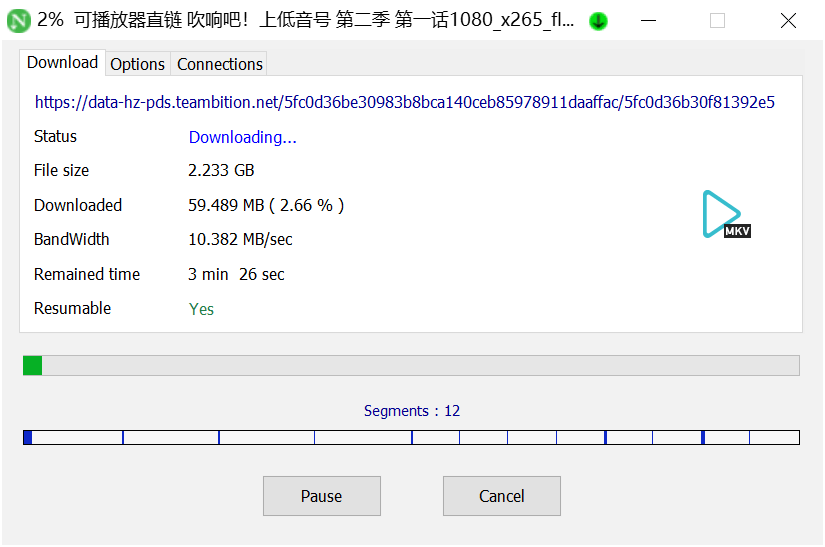 2% 可播放器直链 吹响吧！上低音号 第二季 第一话1080_x265_fl...
Download Options Connections
https://data-hz-pds.teambition.net/5fc0d36be30983b8bca140ceb85978911daaffac/5fc0d36b30f81392e5
Status Downloading...
File size 2.233 GB
Downloaded 59.489 MB ( 2.66 % )
BandWidth 10.382 MB/sec
MKV
Remained time 3 min 26 sec
Resumable Yes
Segments : 12
Pause Cancel